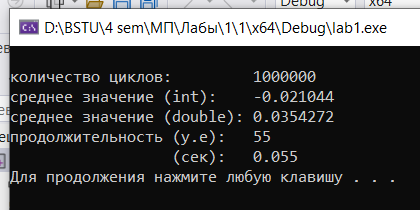 Debug
x64
D:\BSTU\4 sem\МП\Лабы\1\1\x64\Debug\lab1.exe
количество циклов: 1000000
среднее значение (int): -0.021044
среднее значение (double): 0.0354272
продолжительность (у.е): 55
(сек): 0.055
Для продолжения нажмите любую клавишу . . .